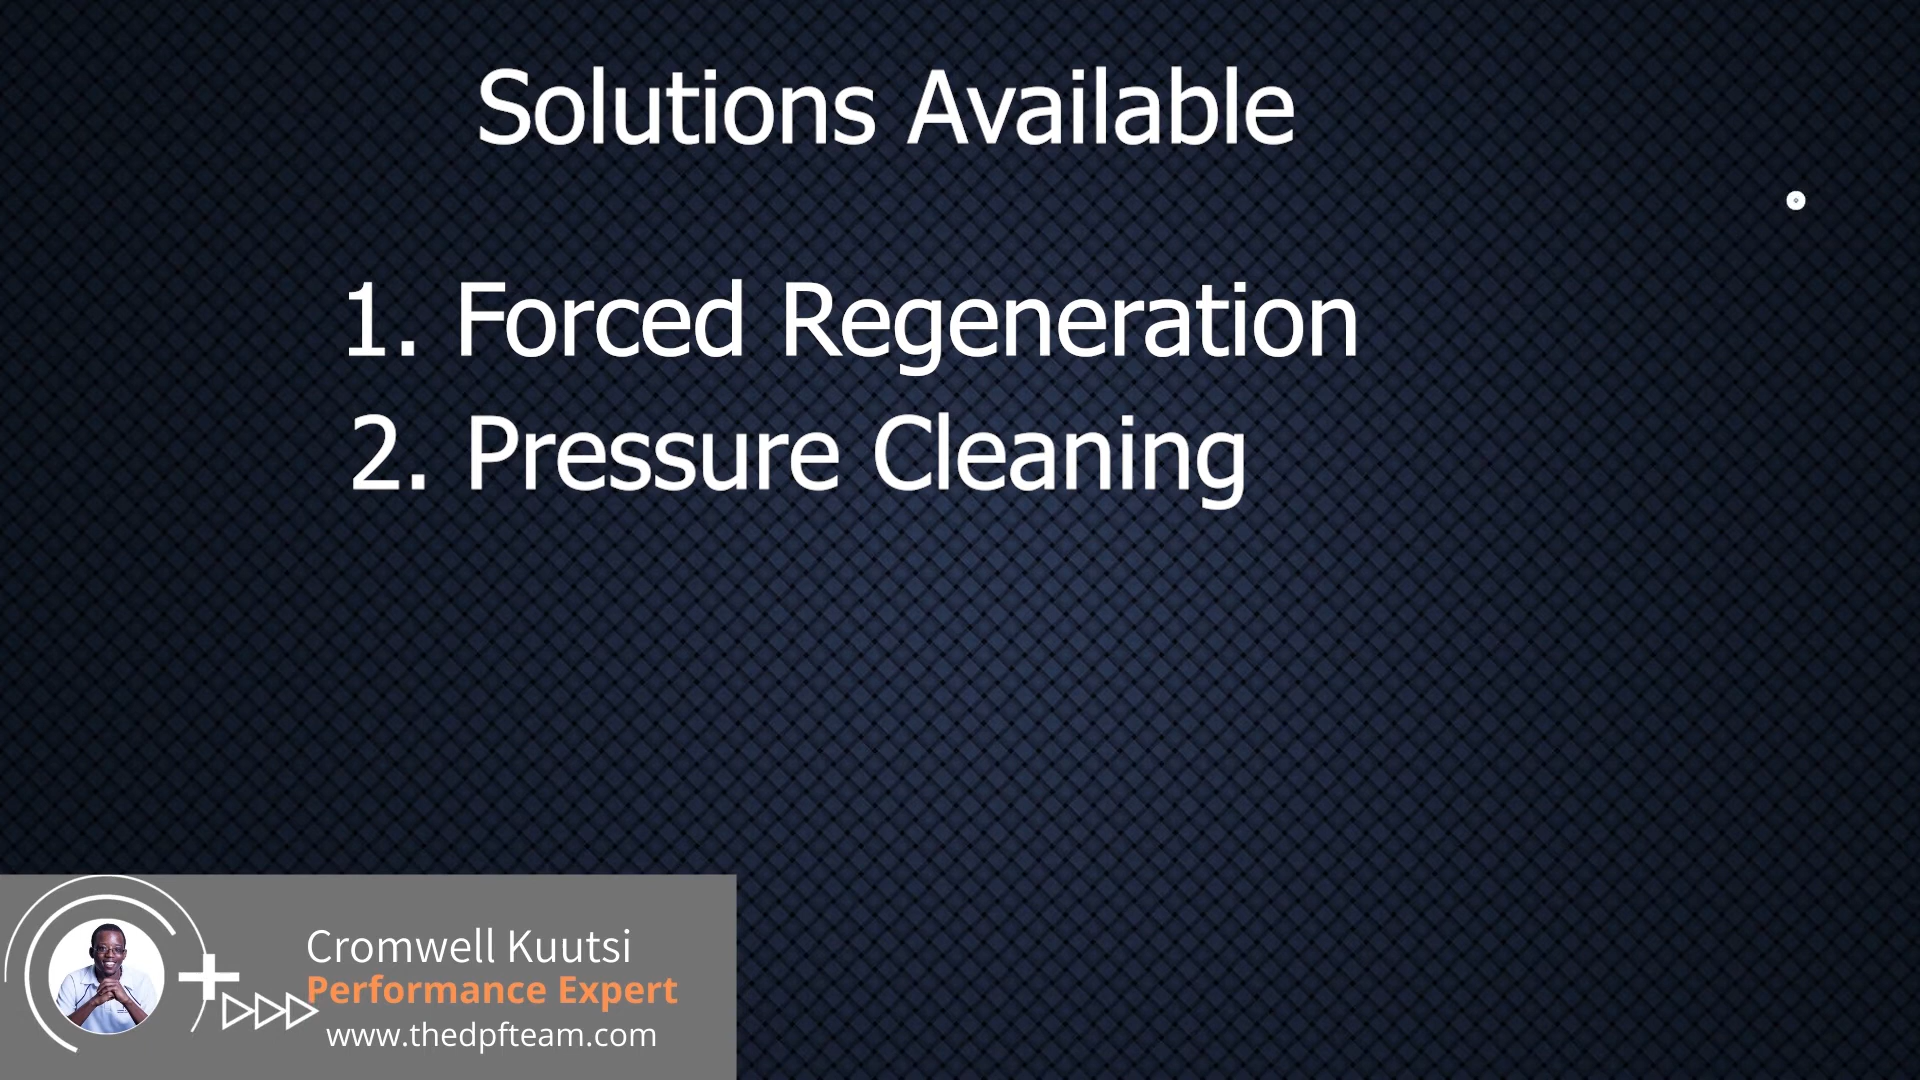 Solutions Available
1. Forced Regeneration
2. Pressure Cleaning
Cromwell Kuutsi
Performance Expert
www.thedpfteam.com